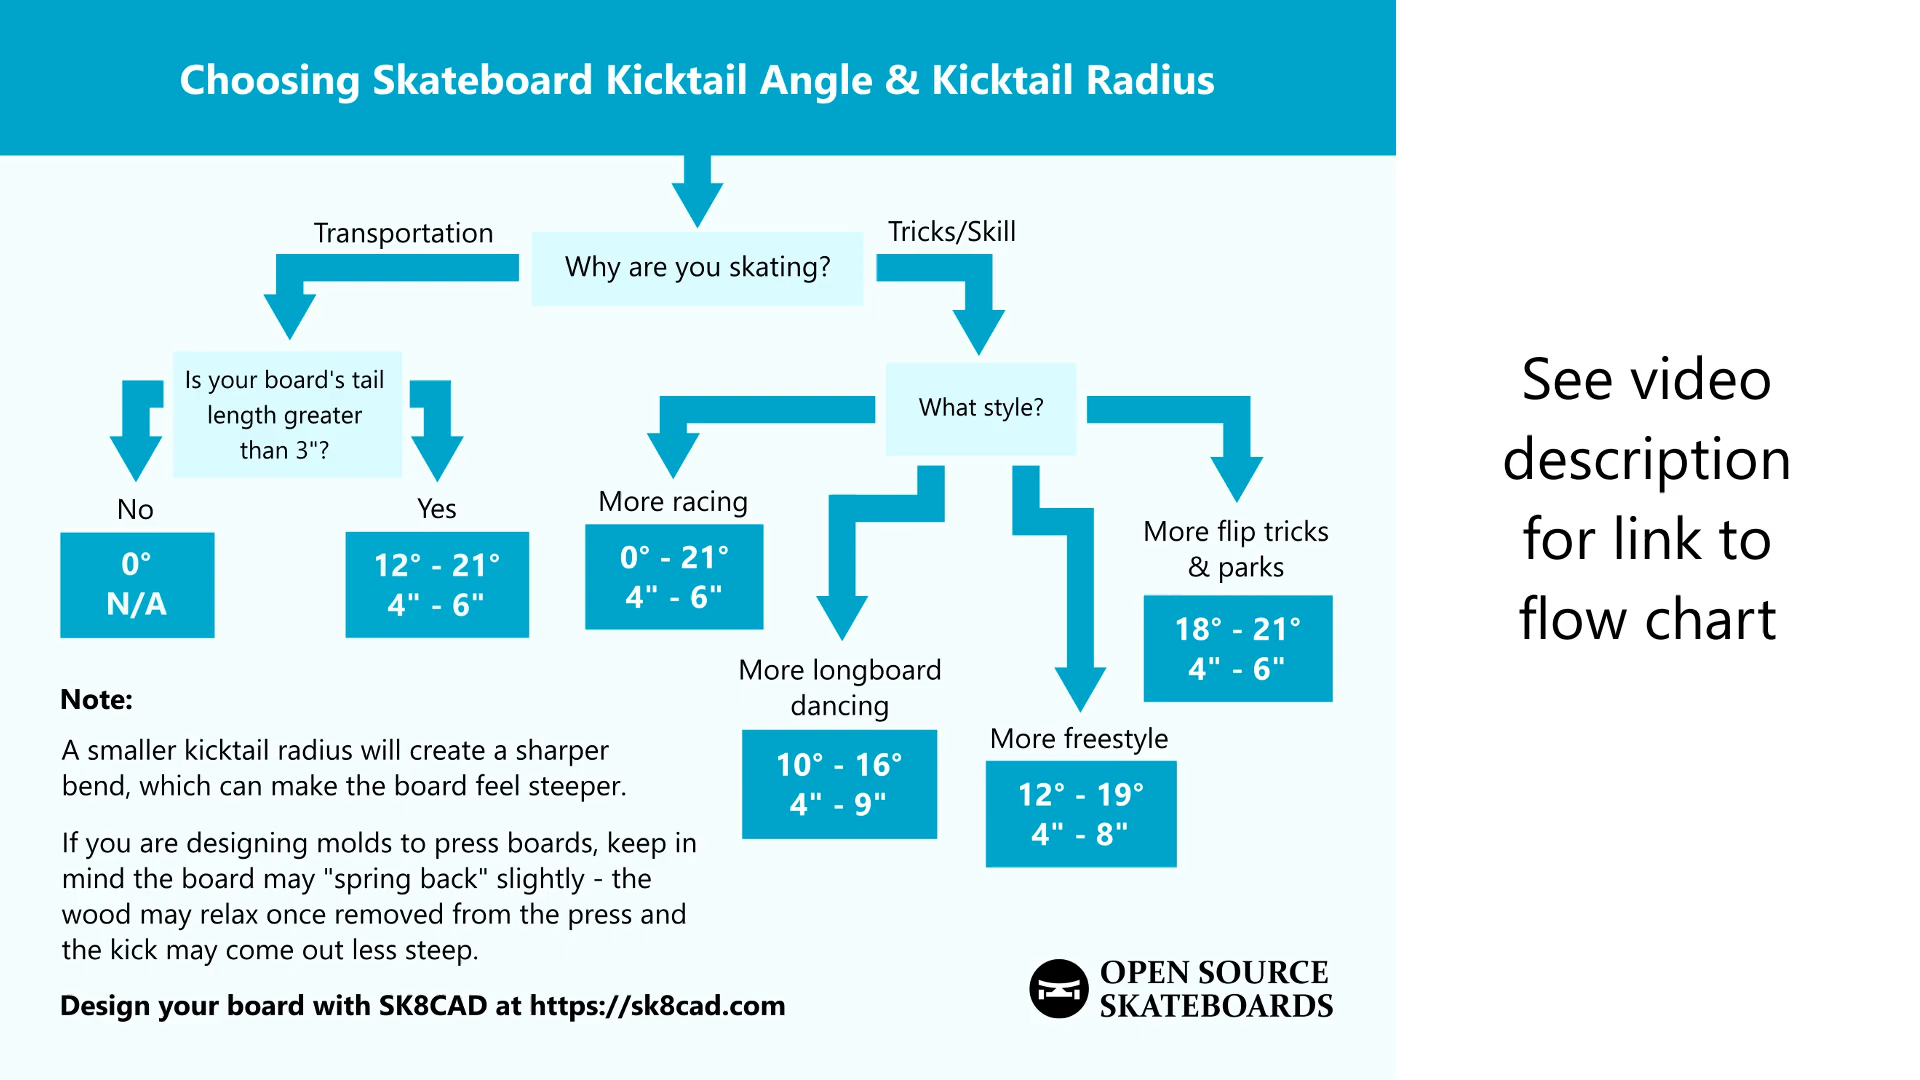 Choosing Skateboard Kicktail Angle & Kicktail Radius
Transportation
Tricks/Skill
Why are you skating?
Is your board's tail
length greater
than 3"?
What style?
No
0°
N/A
Yes
12° - 21°
4" - 6"
More racing
0° - 21°
4" - 6"
More longboard
dancing
10° - 16°
4" - 9"
More freestyle
12° - 19°
4" - 8"
More flip tricks
& parks
18° - 21°
4" - 6"
Note:
A smaller kicktail radius will create a sharper
bend, which can make the board feel steeper.
If you are designing molds to press boards, keep in
mind the board may "spring back" slightly - the
wood may relax once removed from the press and
the kick may come out less steep.
Design your board with SK8CAD at https://sk8cad.com
OPEN SOURCE
SKATEBOARDS
See video
description
for link to
flow chart